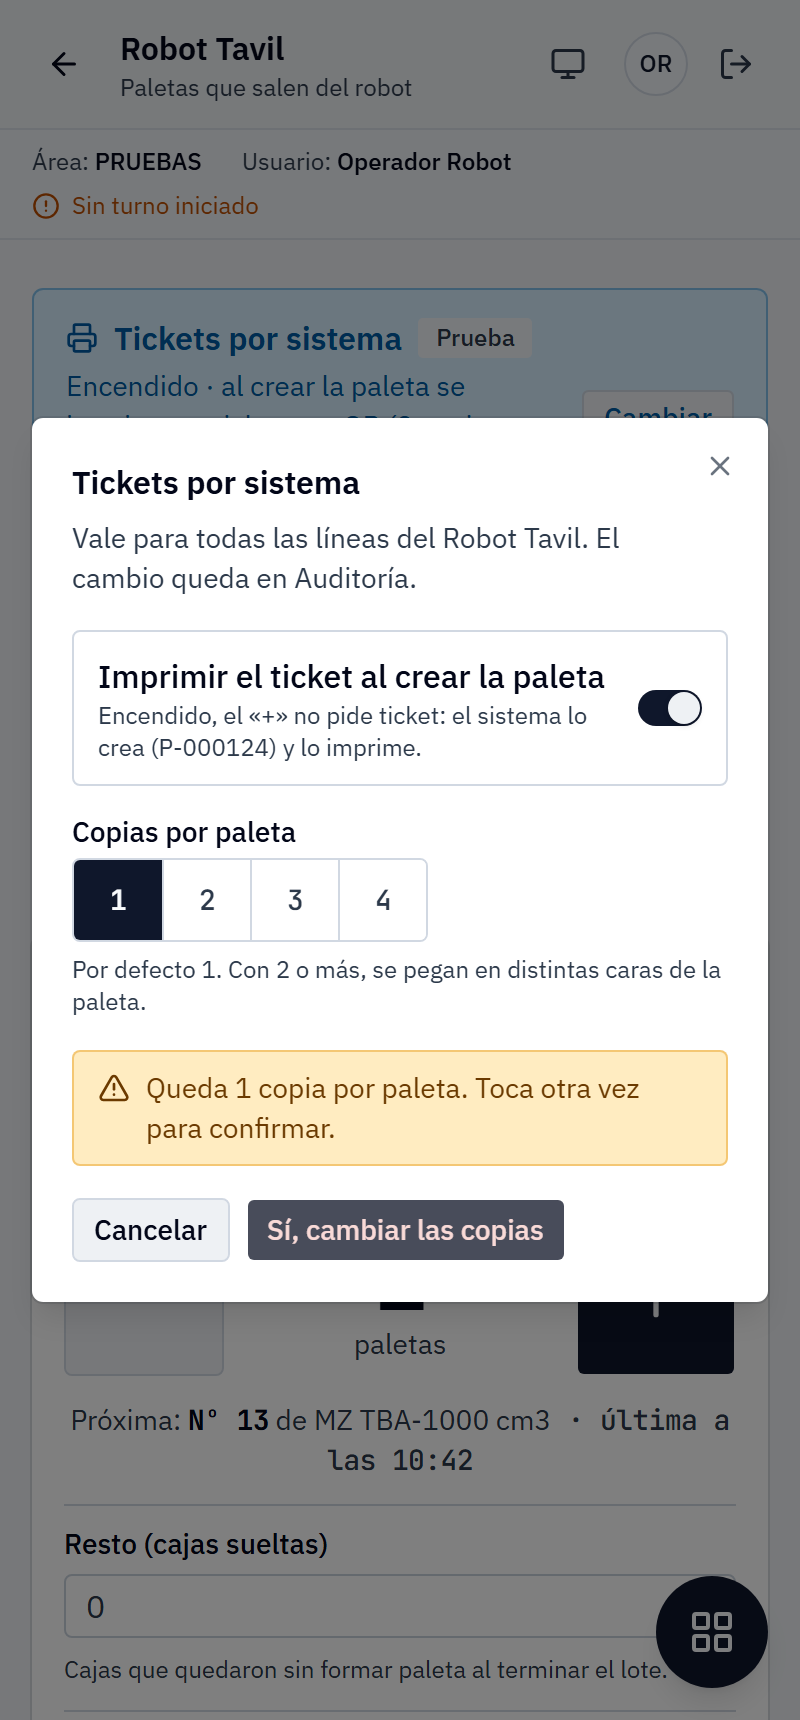 Robot Tavil
Paletas que salen del robot
OR
Área: PRUEBAS Usuario: Operador Robot
Sin turno iniciado
Tickets por sistema Prueba
Encendido · al crear la paleta se
Cambiar
Tickets por sistema
Vale para todas las líneas del Robot Tavil. El
cambio queda en Auditoría.
Imprimir el ticket al crear la paleta
Encendido, el «+» no pide ticket: el sistema lo
crea (P-000124) y lo imprime.
Copias por paleta
1 2 3 4
Por defecto 1. Con 2 o más, se pegan en distintas caras de la
paleta.
Queda 1 copia por paleta. Toca otra vez
para confirmar.
Cancelar Sí, cambiar las copias
paletas
Próxima: Nº 13 de MZ TBA-1000 cm3 · última a
las 10:42
Resto (cajas sueltas)
0
Cajas que quedaron sin formar paleta al terminar el lote.